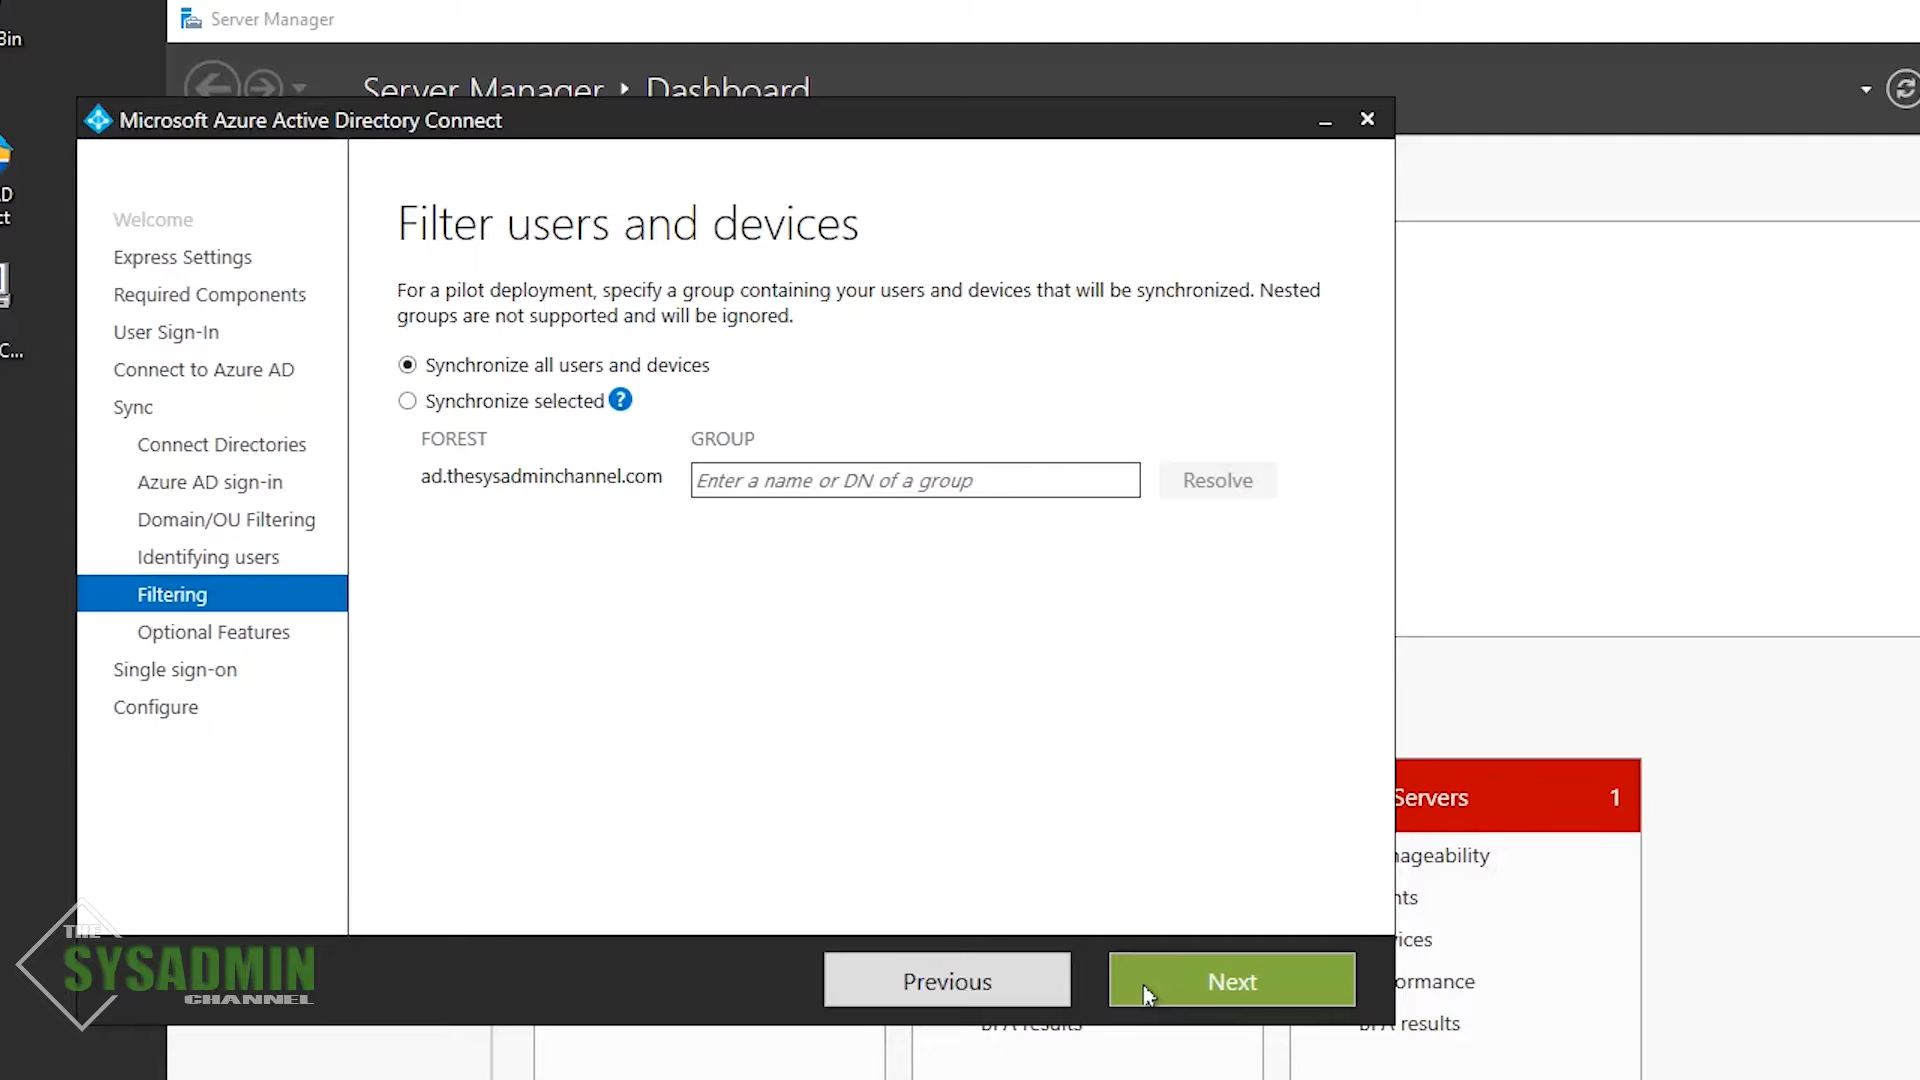 Server Manager
Bin
Server Manager
Dashboard
Microsoft Azure Active Directory Connect
Welcome
Express Settings
Required Components
User Sign-In
Connect to Azure AD
Sync
Connect Directories
Azure AD sign-in
Domain/OU Filtering
Identifying users
Filtering
Optional Features
Single sign-on
Configure
Filter users and devices
For a pilot deployment, specify a group containing your users and devices that will be synchronized. Nested
groups are not supported and will be ignored.
Synchronize all users and devices
Synchronize selected ?
FOREST GROUP
ad.thesysadminchannel.com Enter a name or DN of a group Resolve
Servers 1
Previous Next
results
results
THE
SYSADMIN
CHANNEL